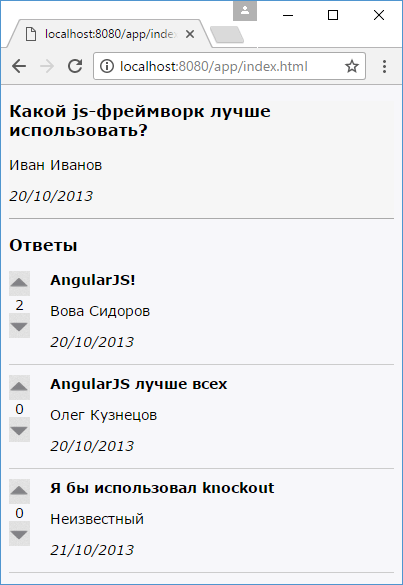 localhost:8080/app/index
localhost:8080/app/index.html
Какой js-фреймворк лучше
использовать?
Иван Иванов
20/10/2013
Ответы
AngularJS!
2
Вова Сидоров
20/10/2013
AngularJS лучше всех
0
Олег Кузнецов
20/10/2013
Я бы использовал knockout
0
Неизвестный
21/10/2013